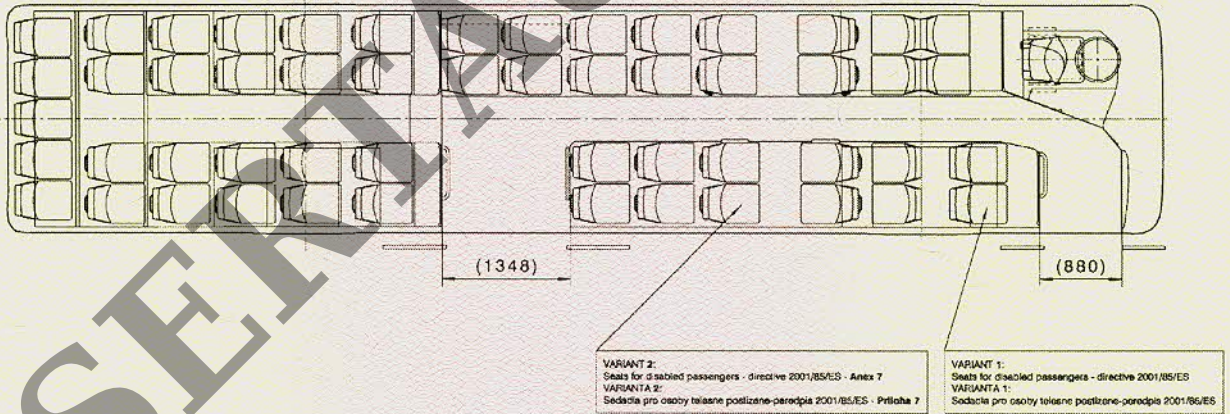 SERTA
(1348)
(880)
VARIANT 2:
Seats for disabled passengers - directive 2001/85/ES - Anex 7
VARIANTA 2:
Sedadla pro osoby telesne postizene-paredpis 2001/85/ES - Priloha 7
VARIANT 1:
Seats for disabled passengers - directive 2001/85/ES
VARIANTA 1:
Sedadla pro osoby telesne postizene-paredpis 2001/85/ES